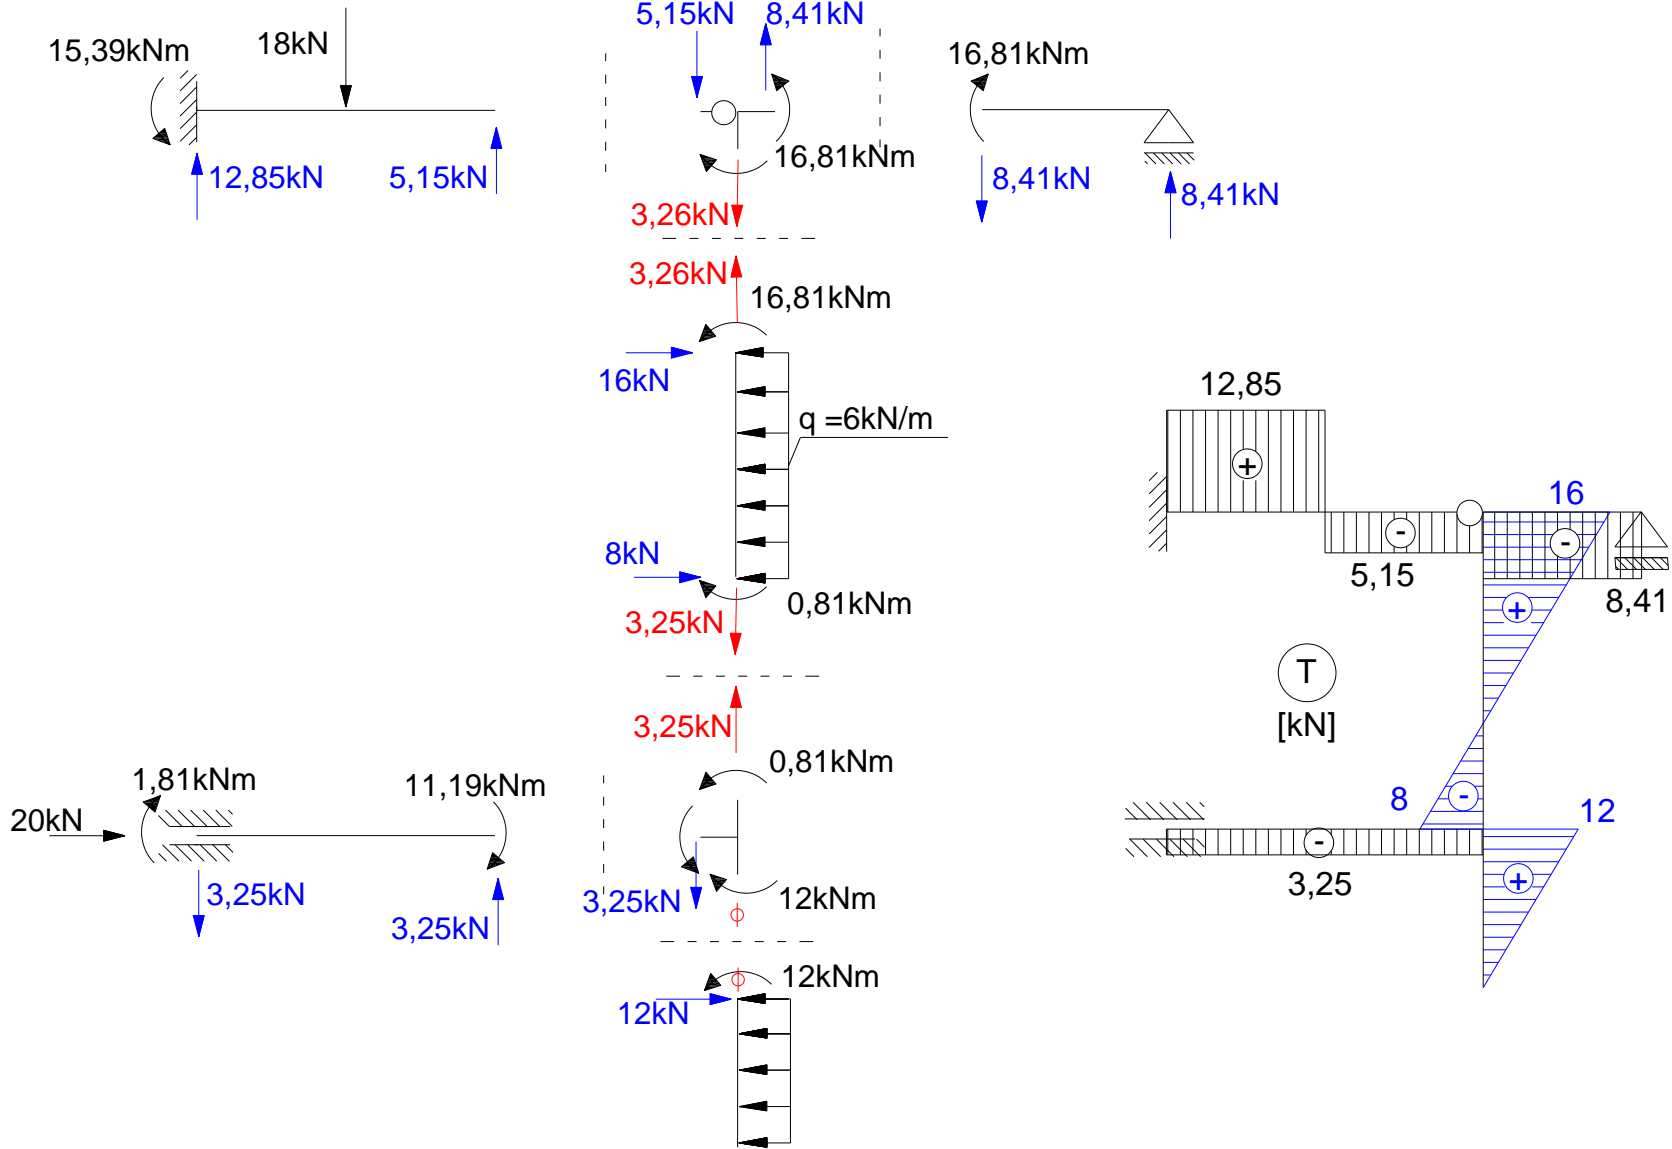 5,15kN 8,41kN
15,39kNm 18kN 16,81kNm
16,81kNm
12,85kN 5,15kN 8,41kN 8,41kN
3,26kN
3,26kN
16,81kNm
16kN
q =6kN/m
12,85
8kN
0,81kNm
3,25kN
16
+
-
-
5,15
8,41
+
T
[kN]
3,25kN
0,81kNm
1,81kNm 11,19kNm
20kN
3,25kN
3,25kN
3,25kN
12kNm
8
-
12
-
3,25
+
12kNm
12kN